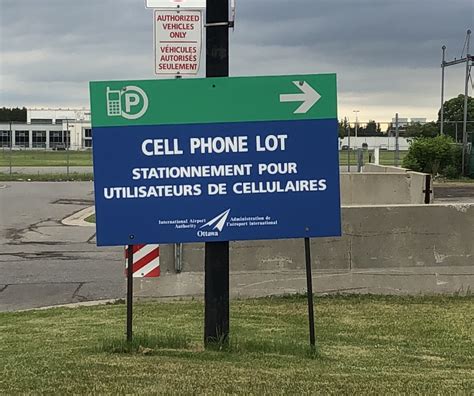 AUTHORIZED
VEHICLES
ONLY
VÉHICULES
AUTORISÉS
SEULEMENT
P
CELL PHONE LOT
STATIONNEMENT POUR
UTILISATEURS DE CELLULAIRES
International Airport Administration de
Authority l'aéroport international
Ottawa